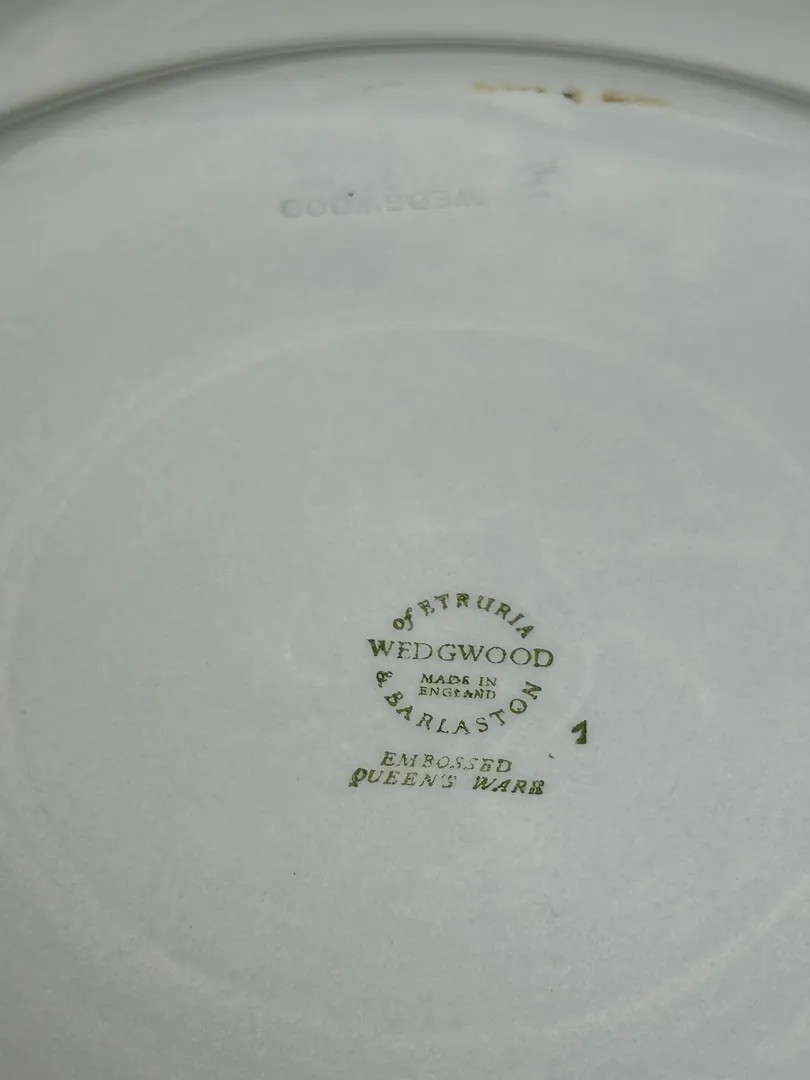 WEDGWOOD
of ETRURIA
WEDGWOOD
MADE IN
ENGLAND
& BARLASTON
1
EMBOSSED
QUEEN'S WARE